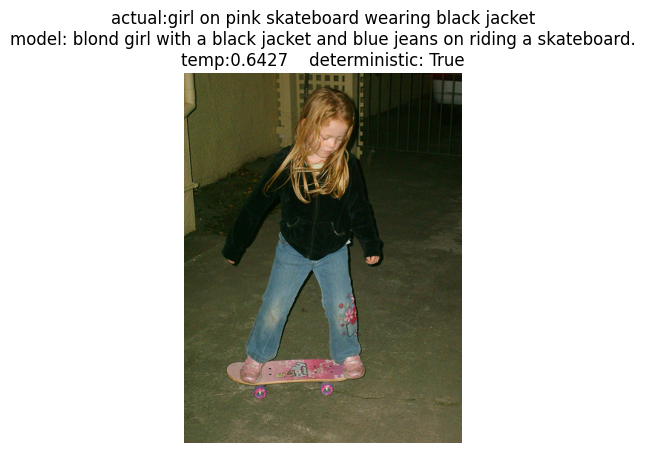 actual:girl on pink skateboard wearing black jacket
model: blond girl with a black jacket and blue jeans on riding a skateboard.
temp:0.6427    deterministic: True